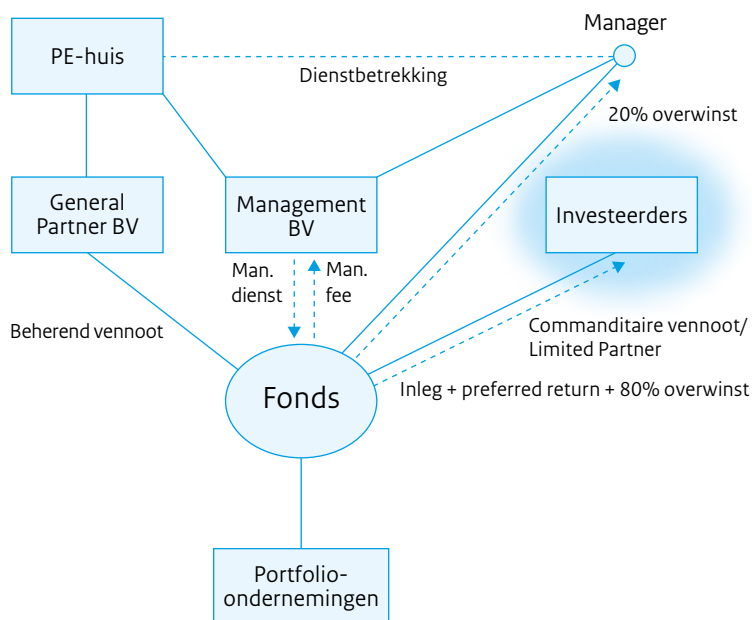 Manager
PE-huis
Dienstbetrekking
20% overwinst
General
Partner BV
Management
BV
Investeerders
Man.
dienst
Man.
fee
Beherend vennoot
Commanditaire vennoot/
Limited Partner
Inleg + preferred return + 80% overwinst
Fonds
Portfolio-
ondernemingen